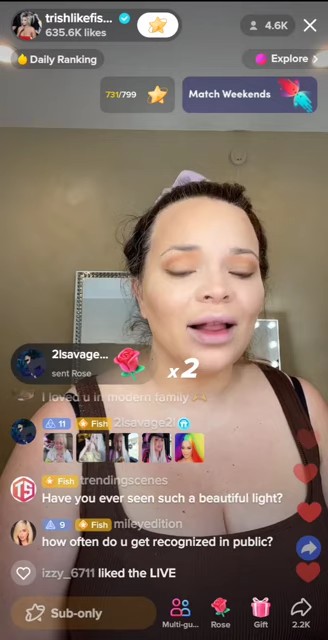 trishlikefis...
635.6K likes
4.6K
Daily Ranking
Explore >
731/799
Match Weekends
2lsavage...
sent Rose
x2
I loved u in modern family
11 Fish 2lsavage2l
Fish trendingscenes
TS
Have you ever seen such a beautiful light?
9 Fish mileyedition
how often do u get recognized in public?
izzy_6711 liked the LIVE
Sub-only
Multi-gu...
Rose
Gift
2.2K